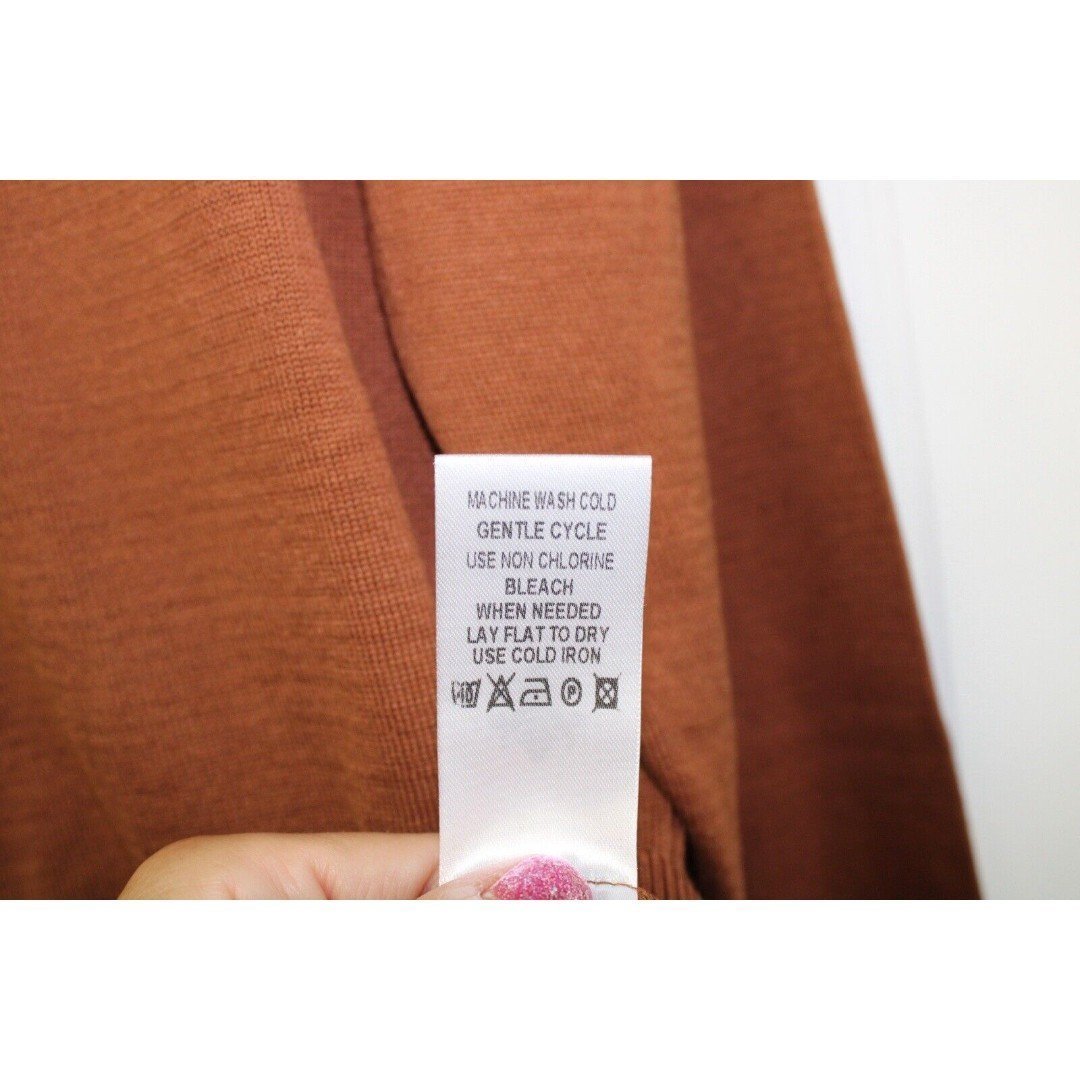 MACHINE WASH COLD
GENTLE CYCLE
USE NON CHLORINE
BLEACH
WHEN NEEDED
LAY FLAT TO DRY
USE COLD IRON
P